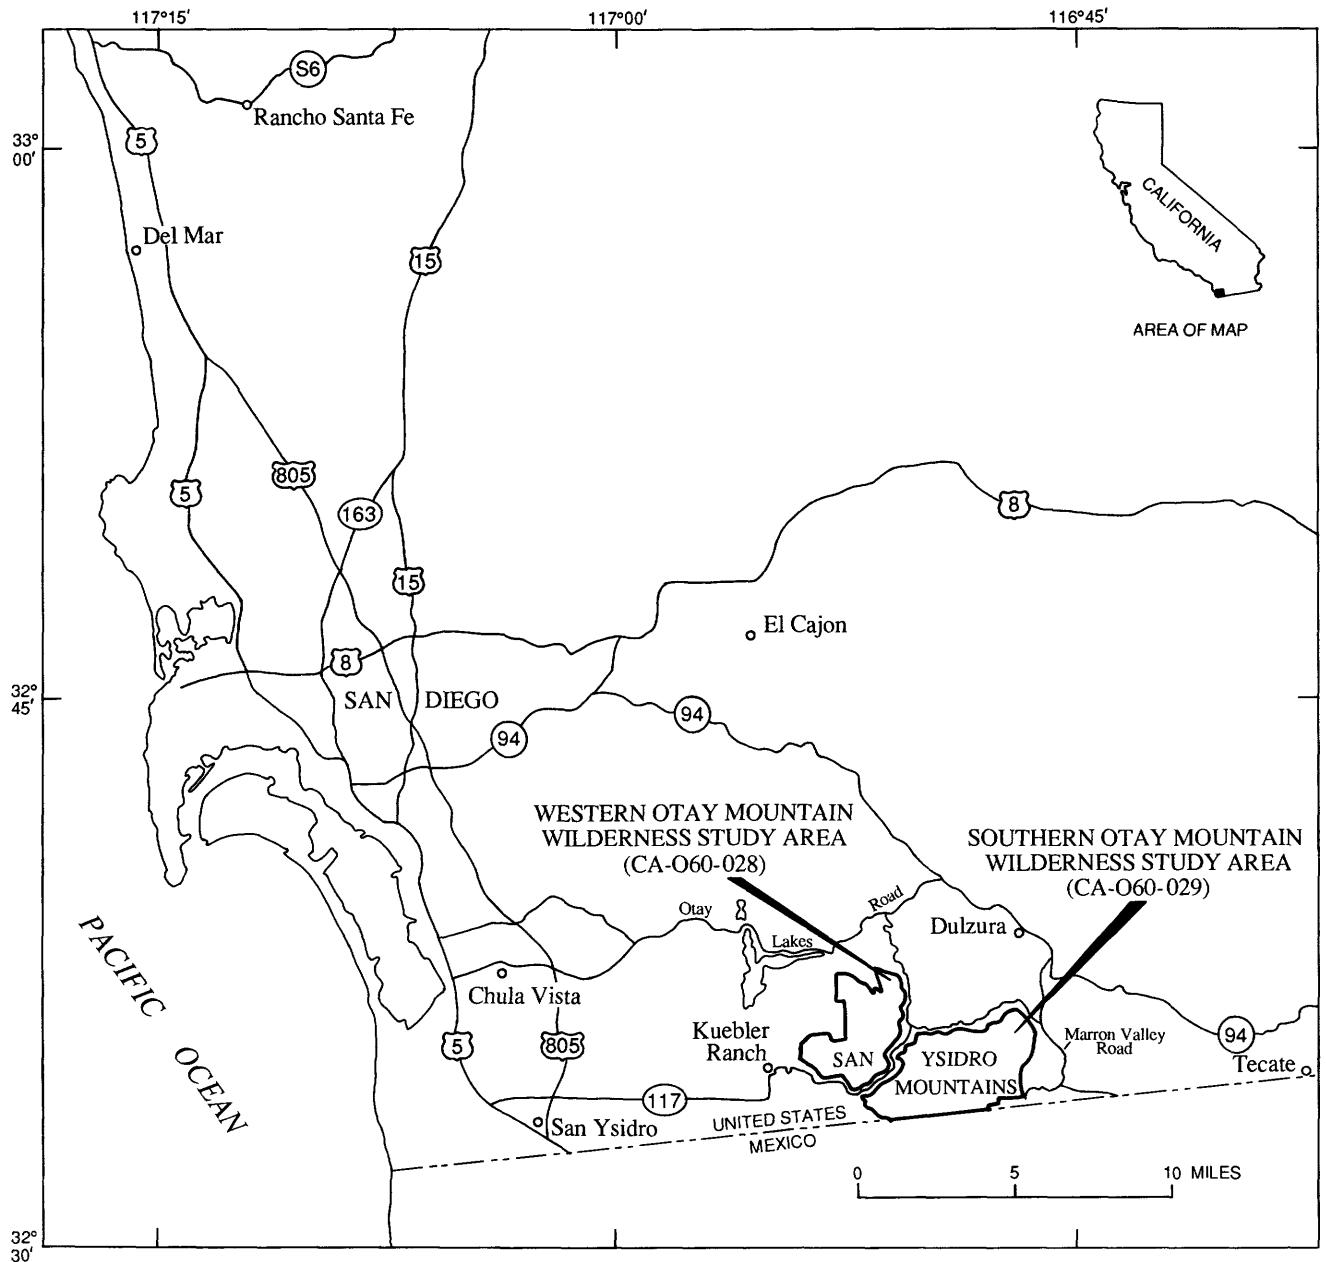 117°15'
117°00'
116°45'
S6
Rancho Santa Fe
5
33°
00'
CALIFORNIA
Del Mar
15
AREA OF MAP
805
5
163
8
15
El Cajon
8
32°
45'
SAN DIEGO
94
94
WESTERN OTAY MOUNTAIN
WILDERNESS STUDY AREA
(CA-O60-028)
SOUTHERN OTAY MOUNTAIN
WILDERNESS STUDY AREA
(CA-O60-029)
Otay
Lakes
Road
Dulzura
PACIFIC
OCEAN
Chula Vista
Kuebler
Ranch
5
805
SAN
YSIDRO
MOUNTAINS
Marron Valley
Road
94
Tecate
117
San Ysidro
UNITED STATES
MEXICO
0 5 10 MILES
32°
30'